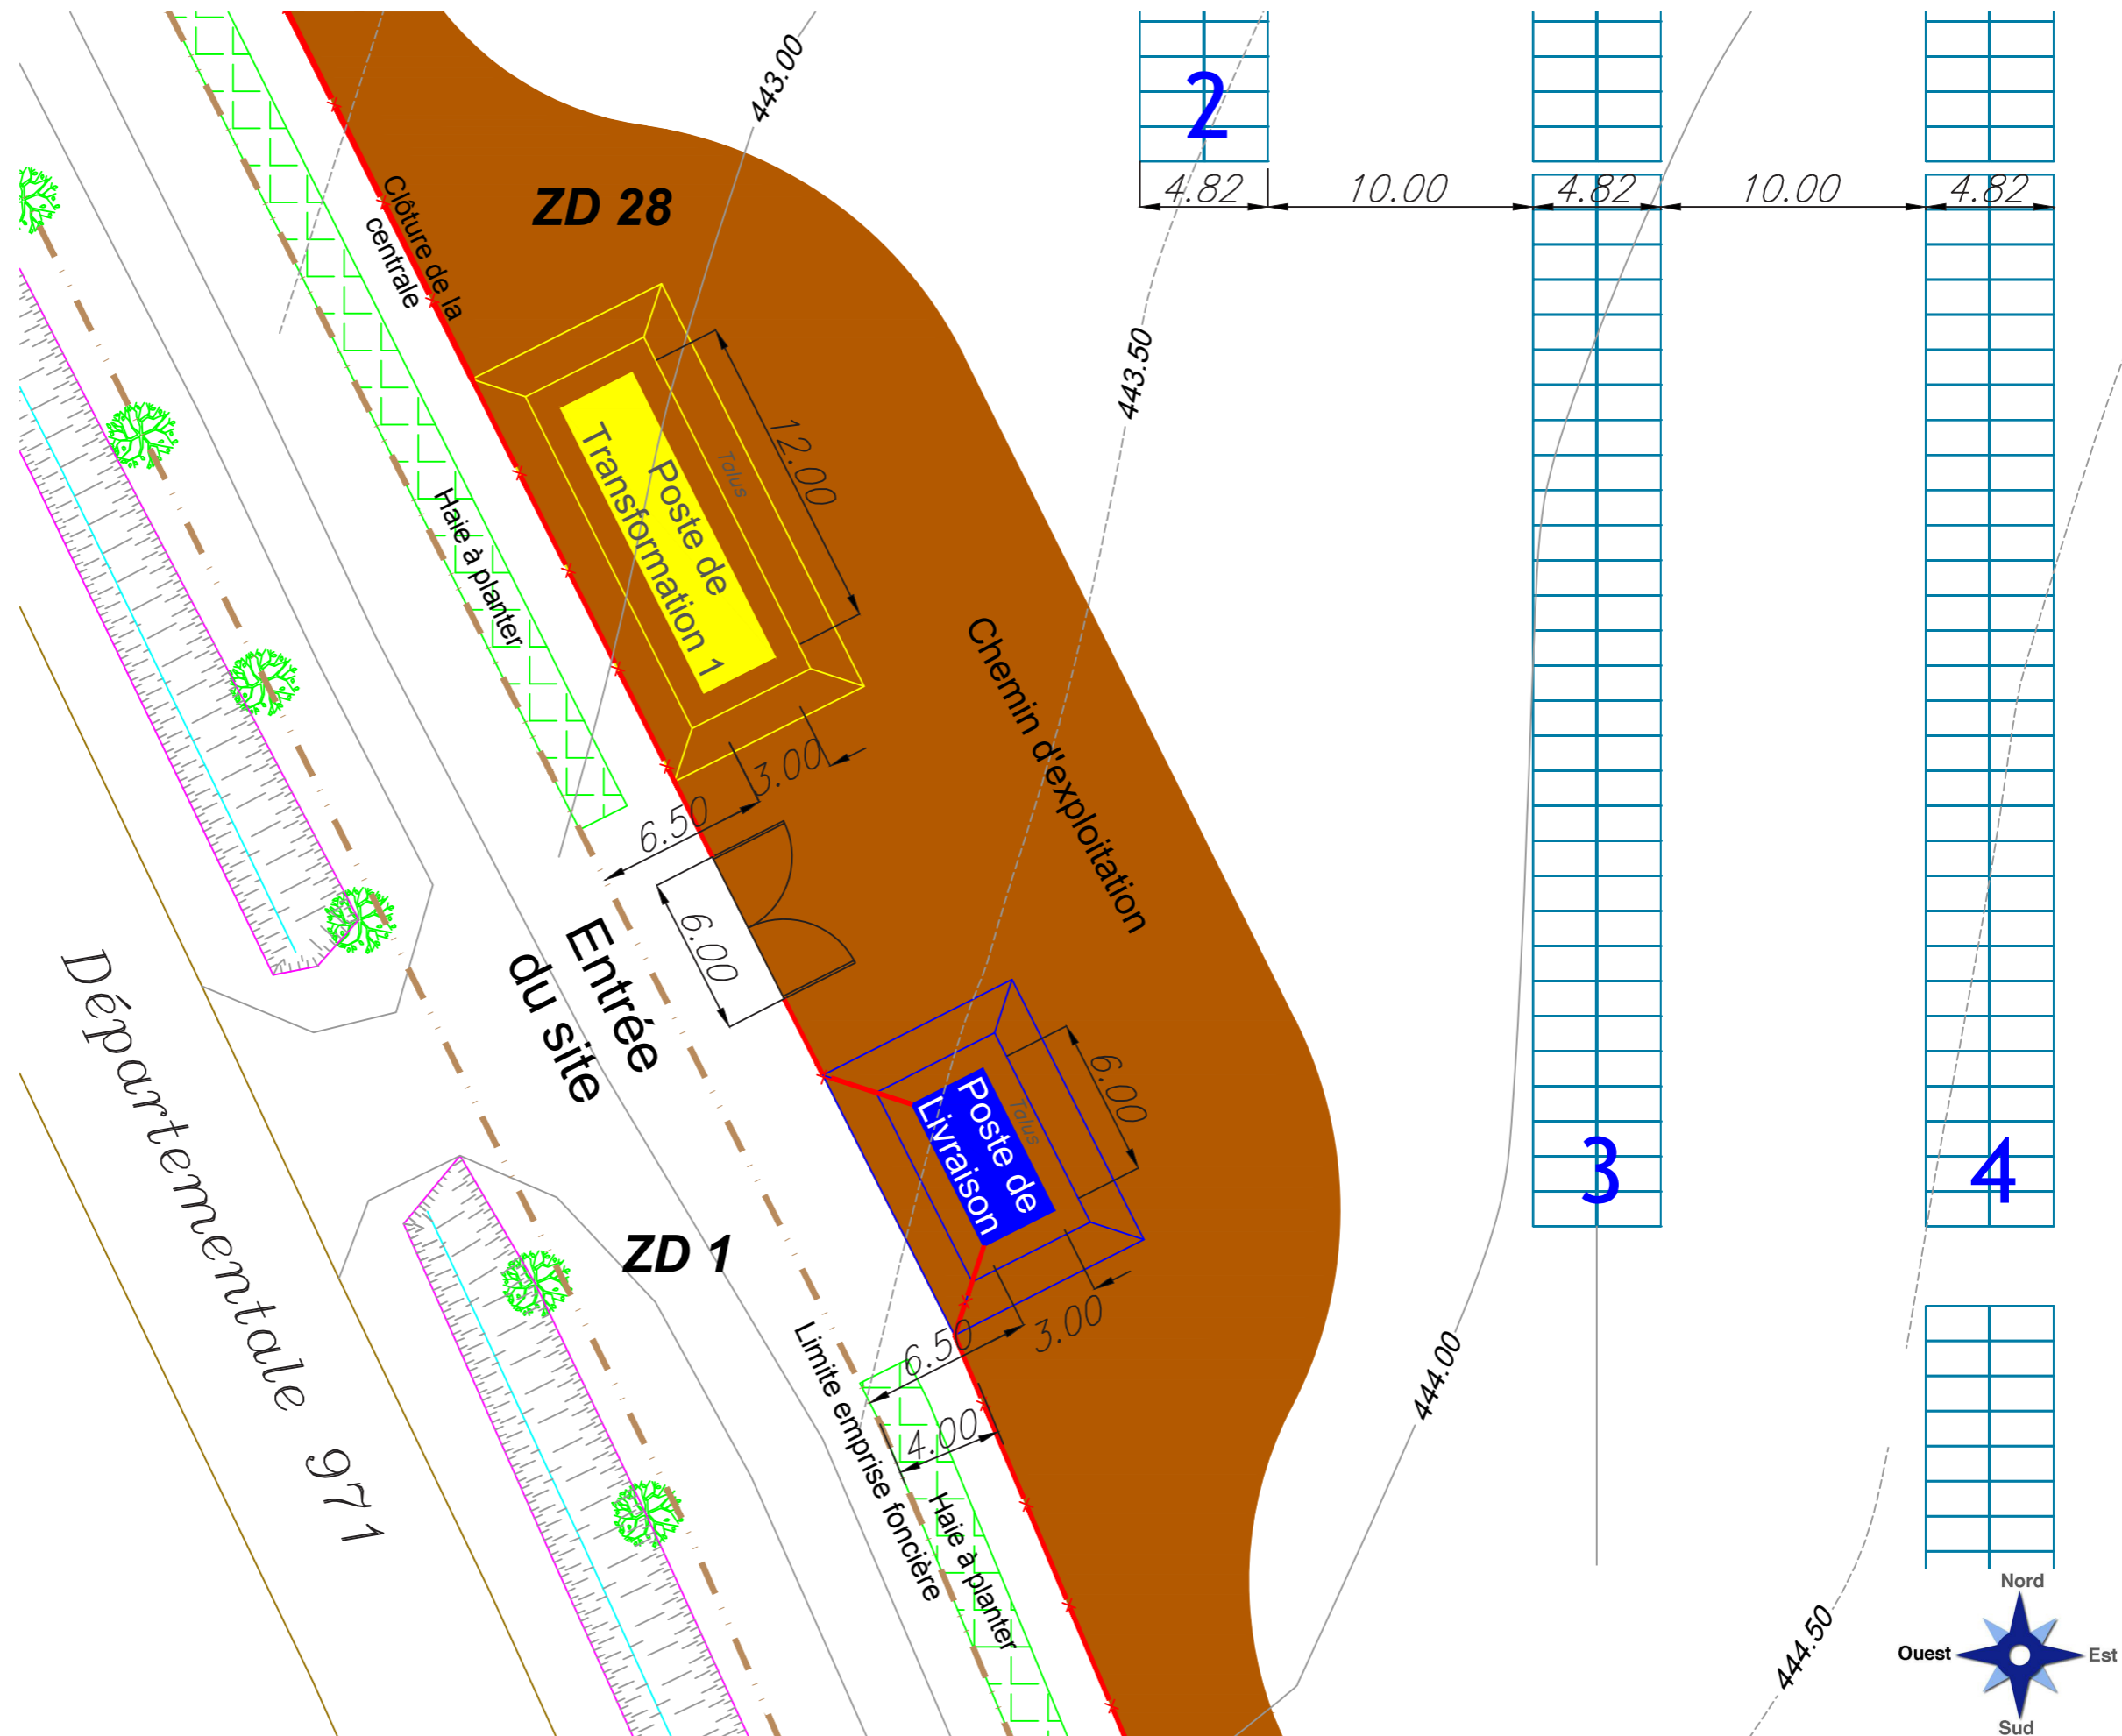 443.00
2
4.82
10.00
4.82
10.00
4.82
ZD 28
Clôture de la
centrale
443.50
12.00
Talus
Poste de
Transformation 1
Haie à planter
Chemin d'exploitation
3.00
6.50
6.00
Entrée
du site
Départementale 971
6.00
Talus
Poste de
Livraison
3
4
ZD 1
3.00
6.50
4.00
Limite emprise foncière
Haie à planter
444.00
444.50
Nord
Ouest
Est
Sud